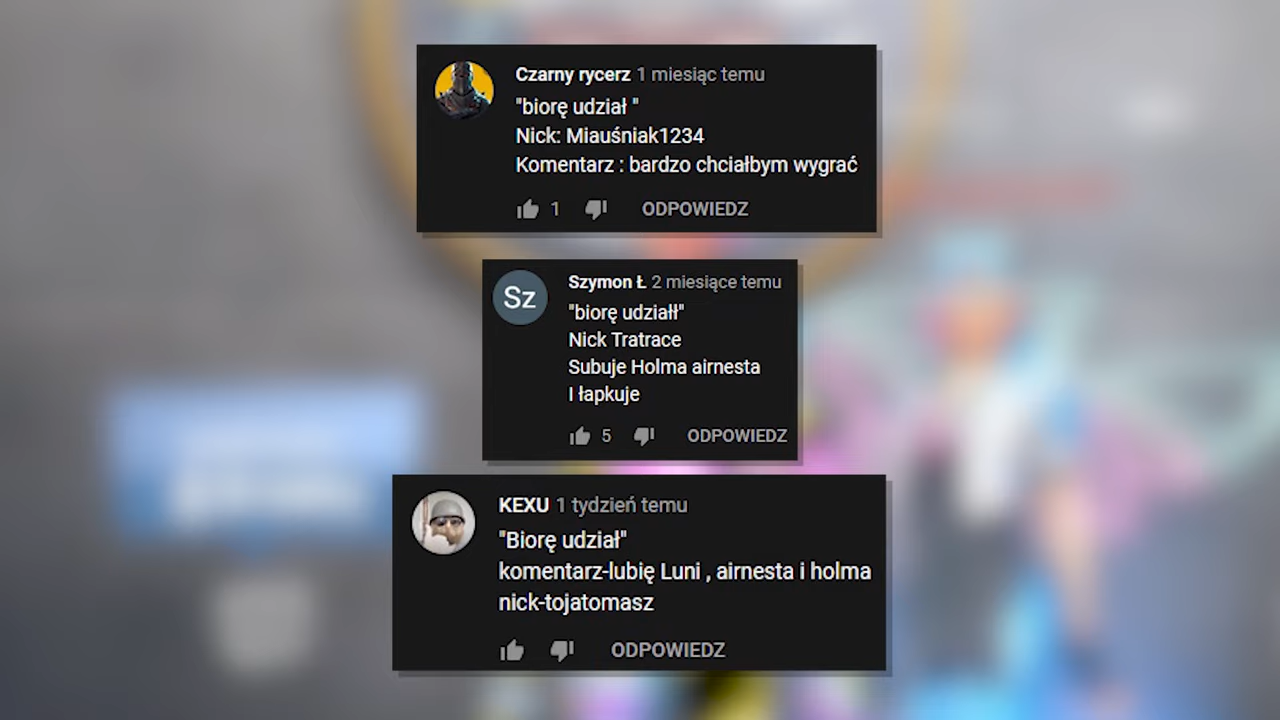 Czarny rycerz 1 miesiąc temu
"biorę udział "
Nick: Miauśniak1234
Komentarz : bardzo chciałbym wygrać
1 ODPOWIEDZ
Sz
Szymon Ł 2 miesiące temu
"biorę udziałł"
Nick Tratrace
Subuje Holma airnesta
I łapkuje
5 ODPOWIEDZ
KEXU 1 tydzień temu
"Biorę udział"
komentarz-lubię Luni , airnesta i holma
nick-tojatomasz
ODPOWIEDZ